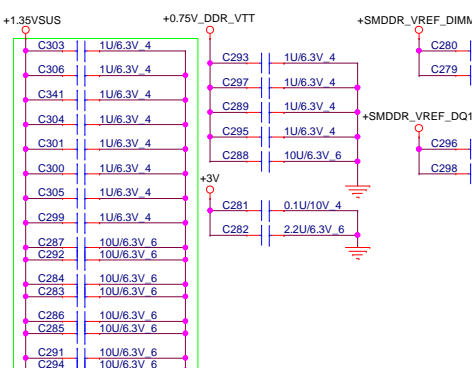 +1.35VSUS
C303 1U/6.3V_4
C306 1U/6.3V_4
C341 1U/6.3V_4
C304 1U/6.3V_4
C301 1U/6.3V_4
C300 1U/6.3V_4
C305 1U/6.3V_4
C299 1U/6.3V_4
C287 10U/6.3V_6
C292 10U/6.3V_6
C284 10U/6.3V_6
C283 10U/6.3V_6
C286 10U/6.3V_6
C285 10U/6.3V_6
C291 10U/6.3V_6
C294 10U/6.3V_6
+0.75V_DDR_VTT
C293 1U/6.3V_4
C297 1U/6.3V_4
C289 1U/6.3V_4
C295 1U/6.3V_4
C288 10U/6.3V_6
+3V
C281 0.1U/10V_4
C282 2.2U/6.3V_6
+SMDDR_VREF_DIMM
C280
C279
+SMDDR_VREF_DQ1
C296
C298